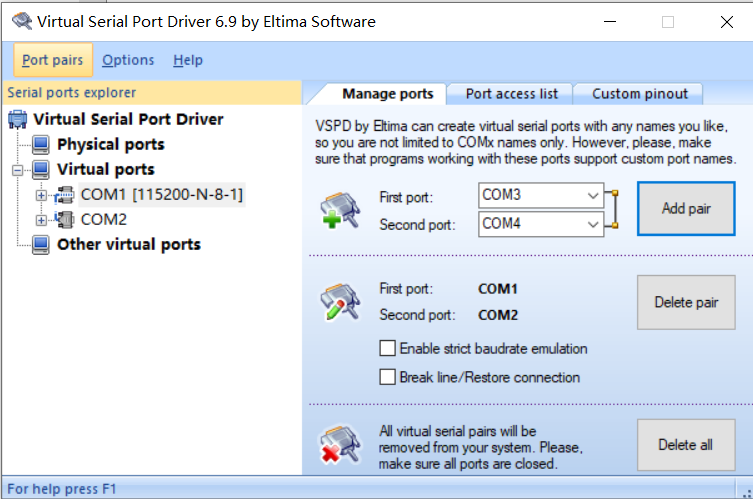 Virtual Serial Port Driver 6.9 by Eltima Software
Port pairs Options Help
Serial ports explorer
Virtual Serial Port Driver
Physical ports
Virtual ports
COM1 [115200-N-8-1]
COM2
Other virtual ports
Manage ports Port access list Custom pinout
VSPD by Eltima can create virtual serial ports with any names you like,
so you are not limited to COMx names only. However, please, make
sure that programs working with these ports support custom port names.
First port: COM3
Second port: COM4
Add pair
First port: COM1
Second port: COM2
Delete pair
Enable strict baudrate emulation
Break line/Restore connection
All virtual serial pairs will be
removed from your system. Please,
make sure all ports are closed.
Delete all
For help press F1